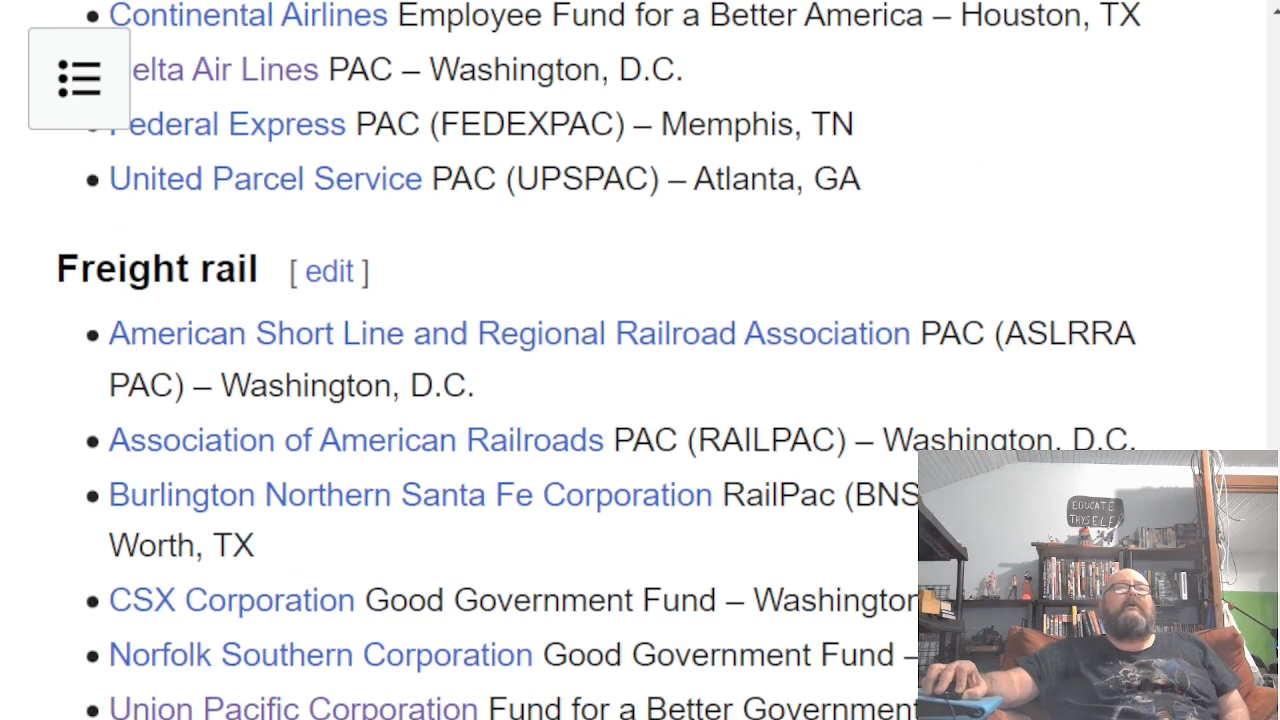 Continental Airlines Employee Fund for a Better America – Houston, TX
elta Air Lines PAC – Washington, D.C.
Federal Express PAC (FEDEXPAC) – Memphis, TN
United Parcel Service PAC (UPSPAC) – Atlanta, GA
Freight rail [ edit ]
American Short Line and Regional Railroad Association PAC (ASLRRA
PAC) – Washington, D.C.
Association of American Railroads PAC (RAILPAC) – Washington, D.C.
Burlington Northern Santa Fe Corporation RailPac (BNS
Worth, TX
CSX Corporation Good Government Fund – Washington
Norfolk Southern Corporation Good Government Fund –
Union Pacific Corporation Fund for a Better Government
EDUCATE
THYSELF